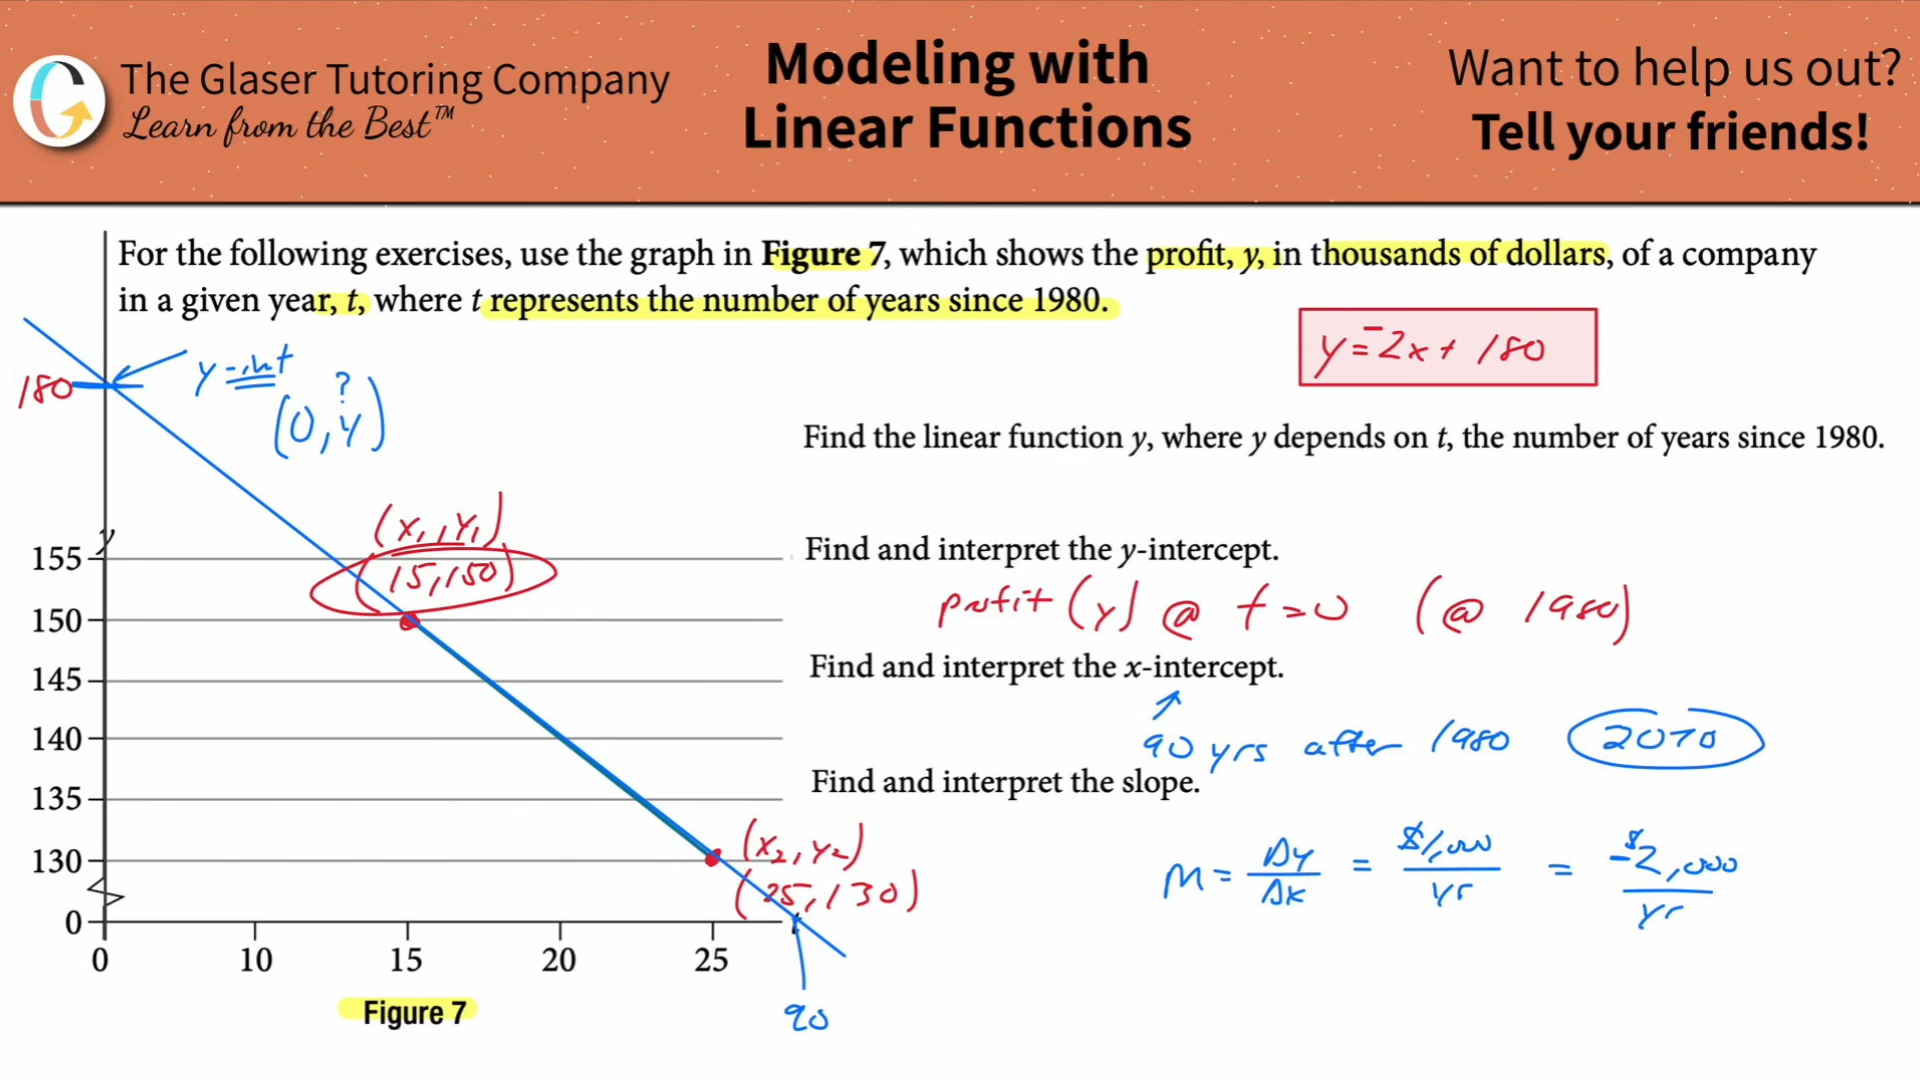 The Glaser Tutoring Company
Learn from the Best™
Modeling with
Linear Functions
Want to help us out?
Tell your friends!
For the following exercises, use the graph in Figure 7, which shows the profit, y, in thousands of dollars, of a company
in a given year, t, where t represents the number of years since 1980.
y = -2x + 180
180
y-int
?
(0, y)
Find the linear function y, where y depends on t, the number of years since 1980.
(x₁, y₁)
(15, 150)
y
155
150
145
140
135
130
0
Find and interpret the y-intercept.
profit (y) @ t = 0 (@ 1980)
Find and interpret the x-intercept.
90 yrs after 1980 2070
Find and interpret the slope.
(x₂, y₂)
(25, 130)
m = Δy/Δx = $1,000/yr = -$2,000/yr
t
0 10 15 20 25
90
Figure 7